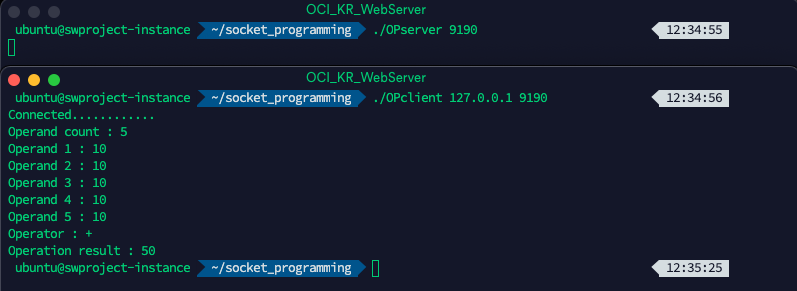 OCI_KR_WebServer
ubuntu@swproject-instance ~/socket_programming ./OPserver 9190 12:34:55
OCI_KR_WebServer
ubuntu@swproject-instance ~/socket_programming ./OPclient 127.0.0.1 9190 12:34:56
Connected............
Operand count : 5
Operand 1 : 10
Operand 2 : 10
Operand 3 : 10
Operand 4 : 10
Operand 5 : 10
Operator : +
Operation result : 50
ubuntu@swproject-instance ~/socket_programming 12:35:25